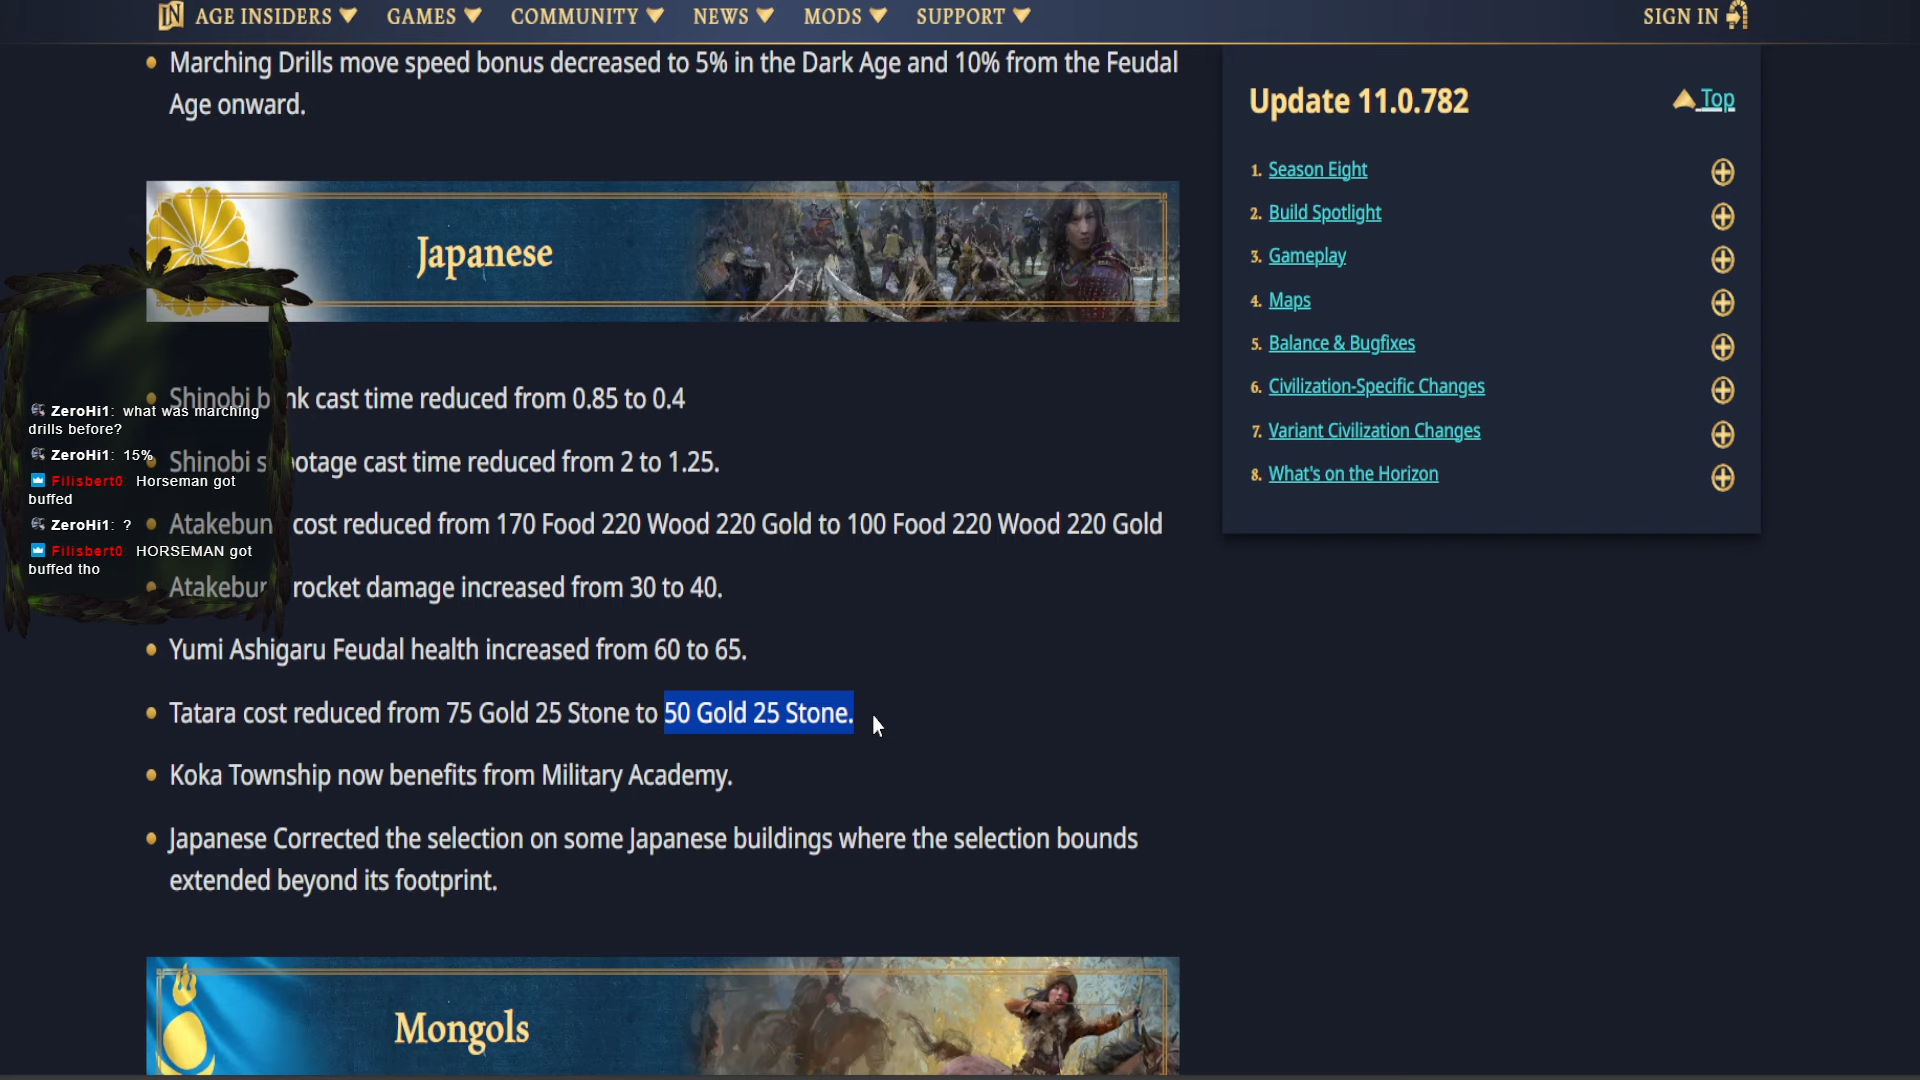 AGE INSIDERS GAMES COMMUNITY NEWS MODS SUPPORT SIGN IN
Marching Drills move speed bonus decreased to 5% in the Dark Age and 10% from the Feudal
Age onward.
Japanese
Shinobi b nk cast time reduced from 0.85 to 0.4
Shinobi s otage cast time reduced from 2 to 1.25.
Atakebun cost reduced from 170 Food 220 Wood 220 Gold to 100 Food 220 Wood 220 Gold
Atakebun rocket damage increased from 30 to 40.
Yumi Ashigaru Feudal health increased from 60 to 65.
Tatara cost reduced from 75 Gold 25 Stone to 50 Gold 25 Stone.
Koka Township now benefits from Military Academy.
Japanese Corrected the selection on some Japanese buildings where the selection bounds
extended beyond its footprint.
Mongols
ZeroHi1: what was marching
drills before?
ZeroHi1: 15%
Filisbert0 Horseman got
buffed
ZeroHi1: ?
Filisbert0 HORSEMAN got
buffed tho
Update 11.0.782
Top
1. Season Eight
2. Build Spotlight
3. Gameplay
4. Maps
5. Balance & Bugfixes
6. Civilization-Specific Changes
7. Variant Civilization Changes
8. What's on the Horizon